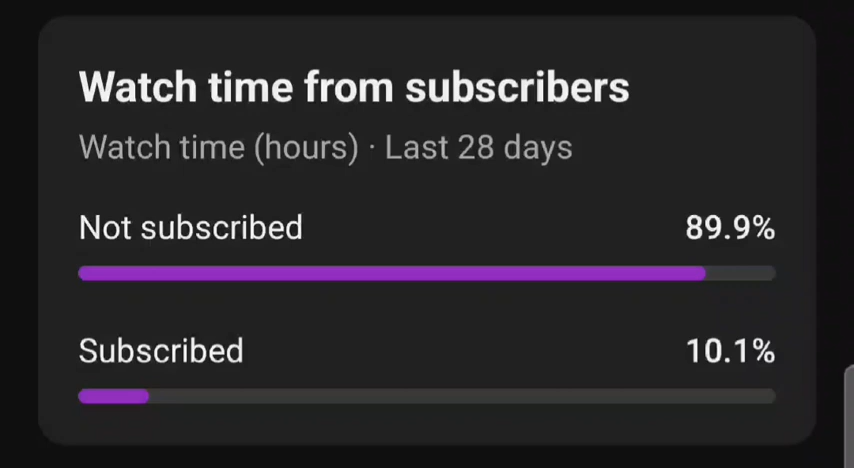 Watch time from subscribers
Watch time (hours) · Last 28 days
Not subscribed 89.9%
Subscribed 10.1%